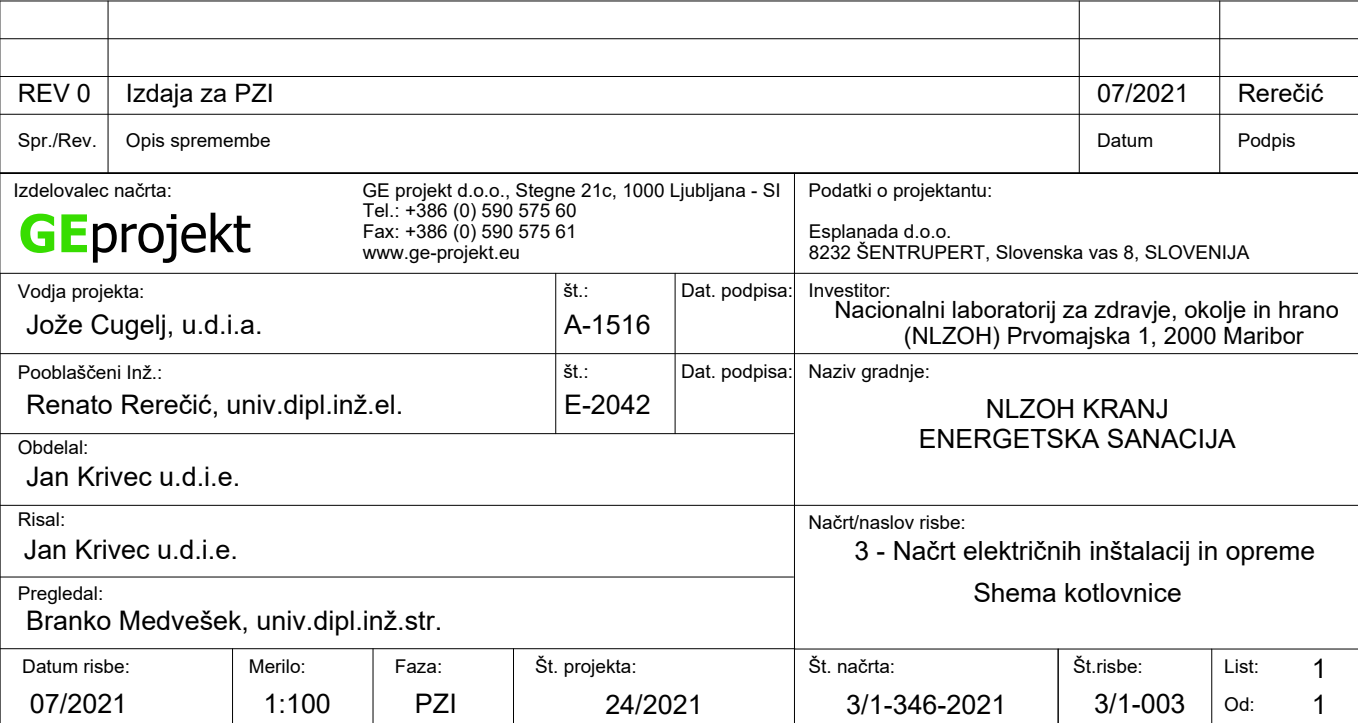 REV 0 Izdaja za PZI 07/2021 Rerečić
Spr./Rev. Opis spremembe Datum Podpis
Izdelovalec načrta:
GEprojekt
GE projekt d.o.o., Stegne 21c, 1000 Ljubljana - SI
Tel.: +386 (0) 590 575 60
Fax: +386 (0) 590 575 61
www.ge-projekt.eu
Podatki o projektantu:
Esplanada d.o.o.
8232 ŠENTRUPERT, Slovenska vas 8, SLOVENIJA
Vodja projekta: št.: Dat. podpisa:
Jože Cugelj, u.d.i.a. A-1516
Investitor:
Nacionalni laboratorij za zdravje, okolje in hrano
(NLZOH) Prvomajska 1, 2000 Maribor
Pooblaščeni Inž.: št.: Dat. podpisa:
Renato Rerečić, univ.dipl.inž.el. E-2042
Naziv gradnje:
NLZOH KRANJ
ENERGETSKA SANACIJA
Obdelal:
Jan Krivec u.d.i.e.
Risal:
Jan Krivec u.d.i.e.
Načrt/naslov risbe:
3 - Načrt električnih inštalacij in opreme
Shema kotlovnice
Pregledal:
Branko Medvešek, univ.dipl.inž.str.
Datum risbe: Merilo: Faza: Št. projekta: Št. načrta: Št.risbe: List: 1
07/2021 1:100 PZI 24/2021 3/1-346-2021 3/1-003 Od: 1